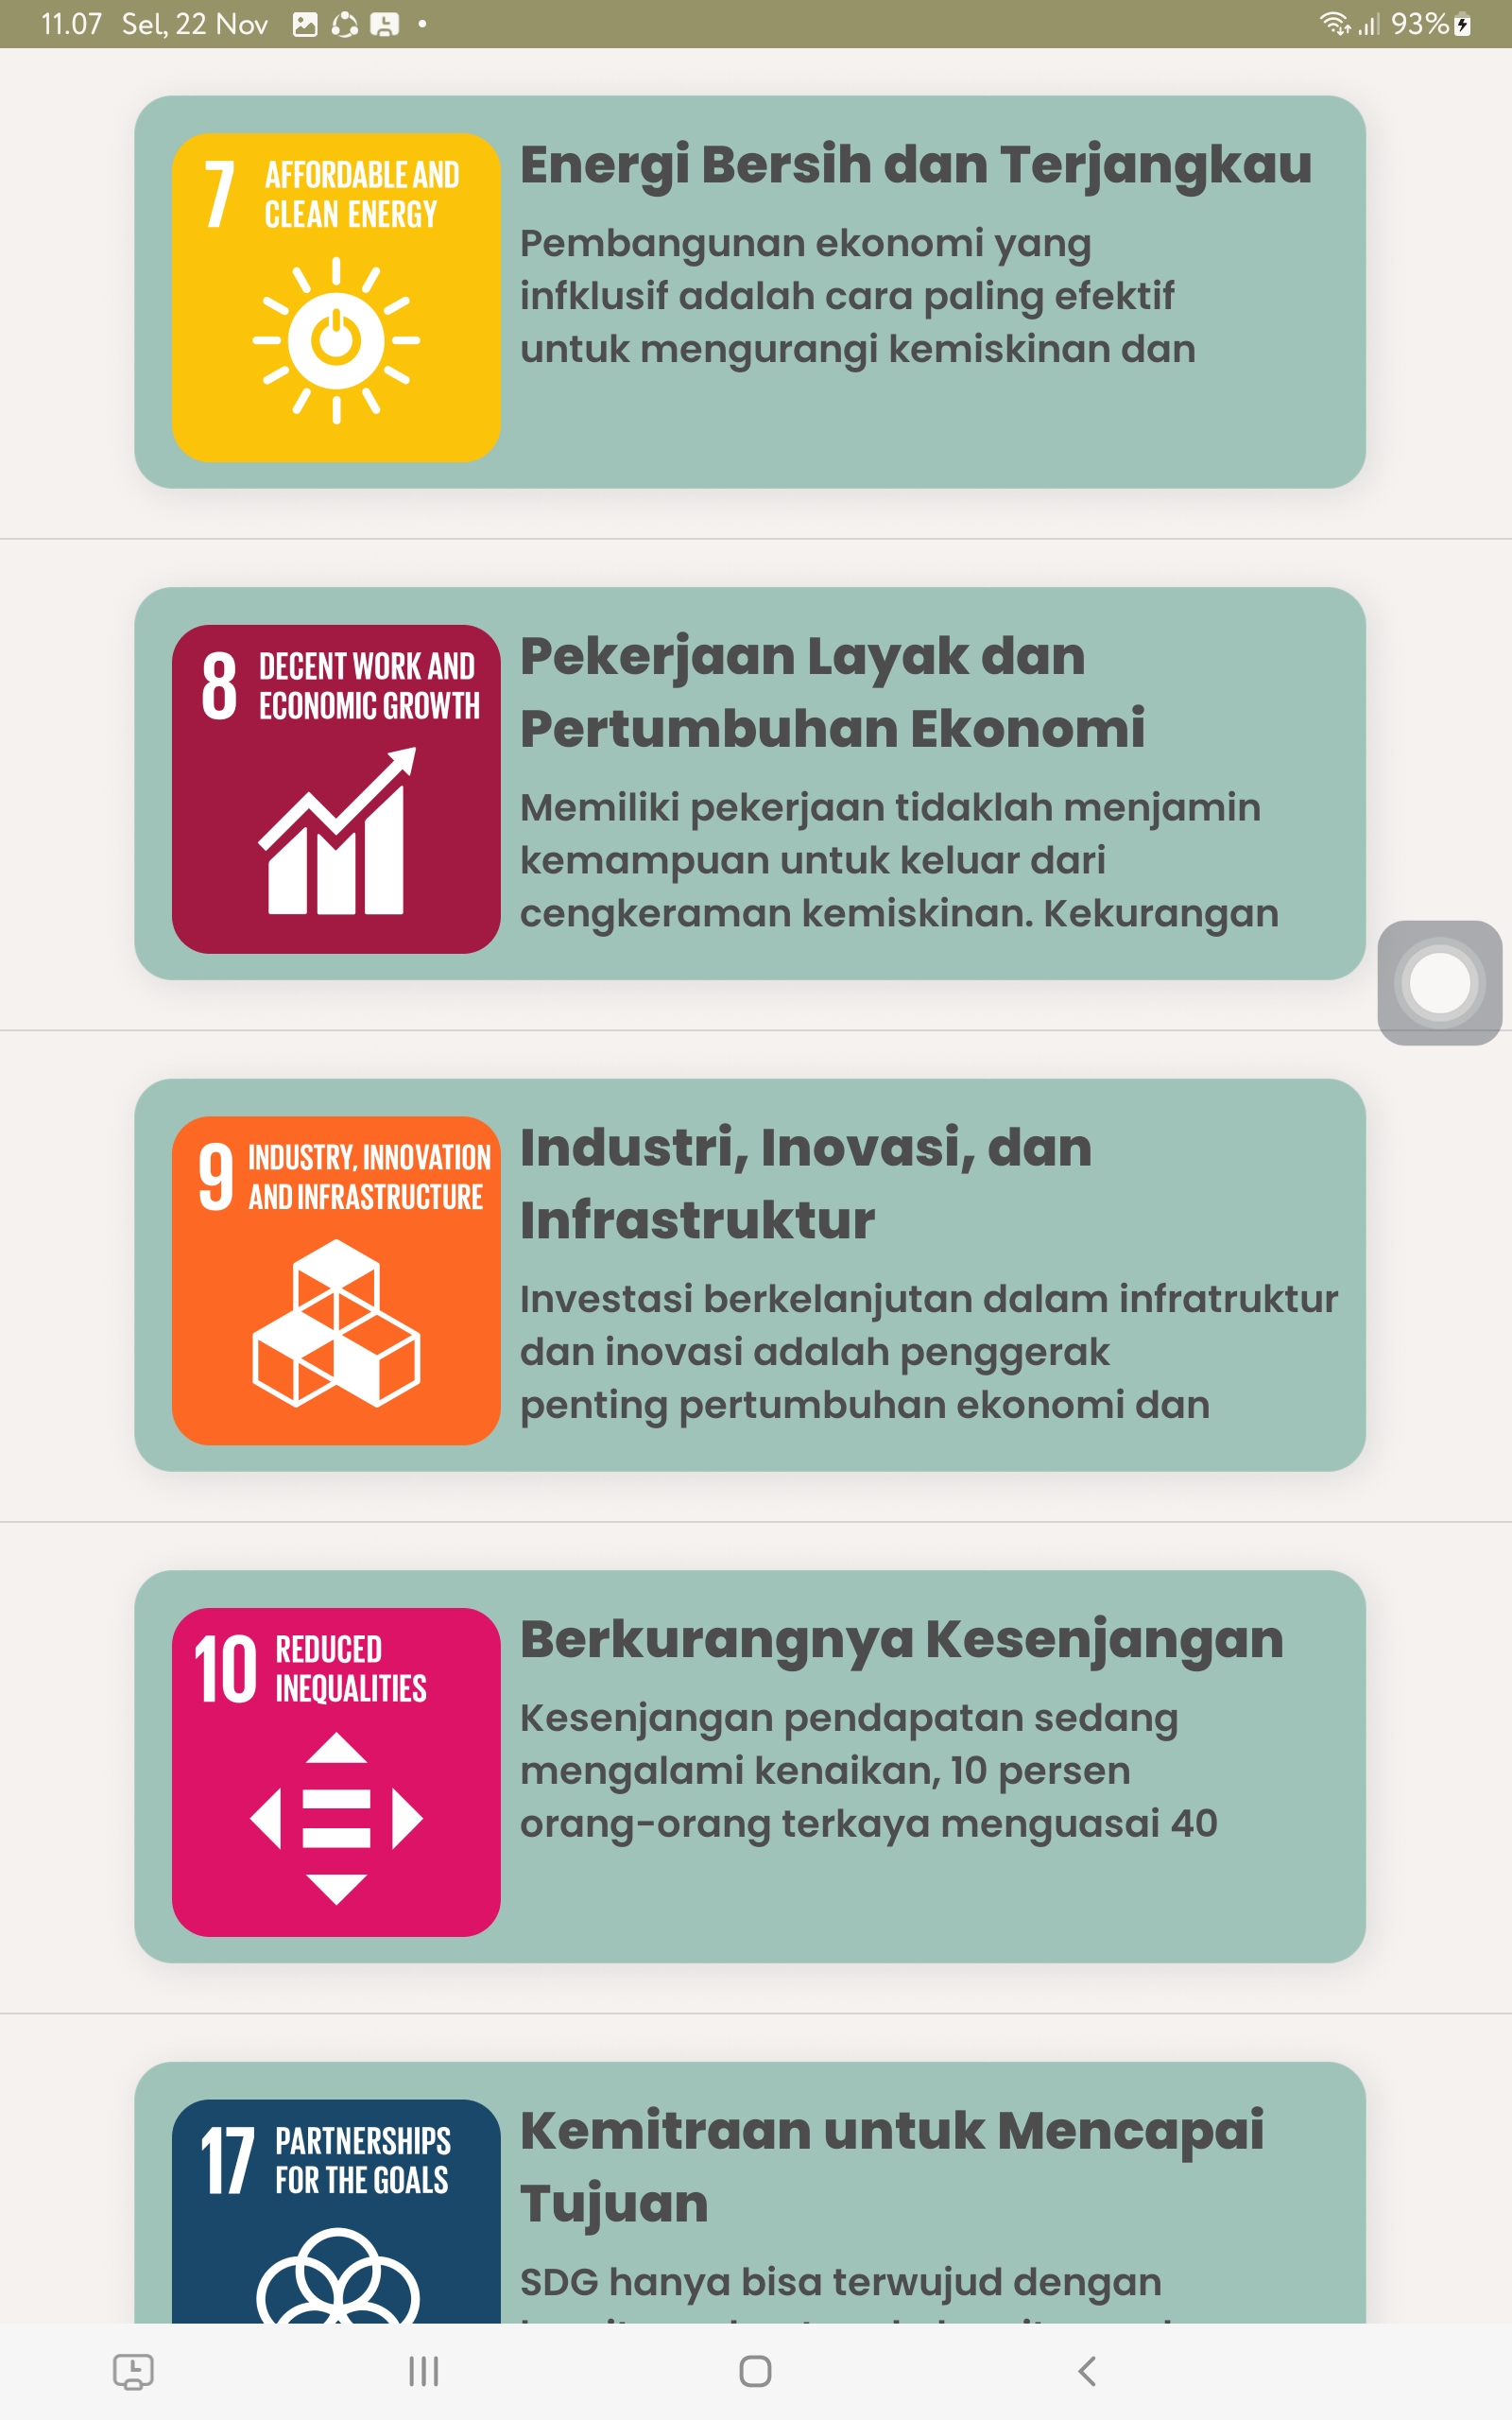 11.07 Sel, 22 Nov 93%
7 AFFORDABLE AND
CLEAN ENERGY
Energi Bersih dan Terjangkau
Pembangunan ekonomi yang
infklusif adalah cara paling efektif
untuk mengurangi kemiskinan dan
8 DECENT WORK AND
ECONOMIC GROWTH
Pekerjaan Layak dan
Pertumbuhan Ekonomi
Memiliki pekerjaan tidaklah menjamin
kemampuan untuk keluar dari
cengkeraman kemiskinan. Kekurangan
9 INDUSTRY, INNOVATION
AND INFRASTRUCTURE
Industri, Inovasi, dan
Infrastruktur
Investasi berkelanjutan dalam infratruktur
dan inovasi adalah penggerak
penting pertumbuhan ekonomi dan
10 REDUCED
INEQUALITIES
Berkurangnya Kesenjangan
Kesenjangan pendapatan sedang
mengalami kenaikan, 10 persen
orang-orang terkaya menguasai 40
17 PARTNERSHIPS
FOR THE GOALS
Kemitraan untuk Mencapai
Tujuan
SDG hanya bisa terwujud dengan